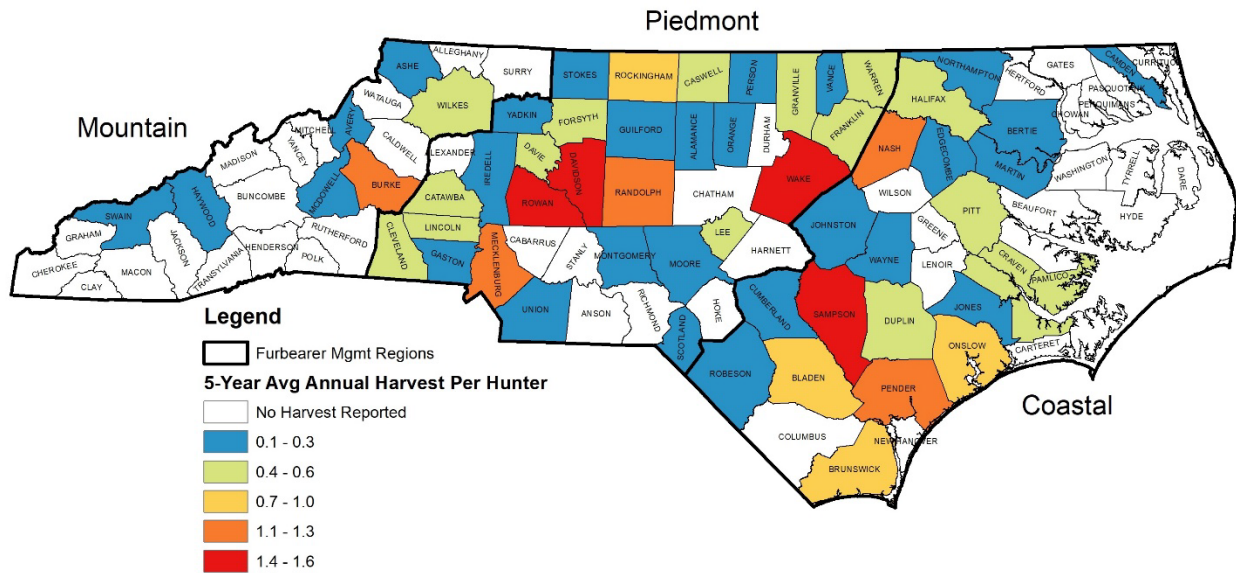 Piedmont
Mountain
Coastal
ALLEGHANY
ASHE
SURRY
STOKES
ROCKINGHAM
CASWELL
PERSON
GRANVILLE
VANCE
WARREN
NORTHAMPTON
HERTFORD
GATES
CAMDEN
CURRITUCK
PASQUOTANK
PERQUIMANS
CHOWAN
WATAUGA
WILKES
YADKIN
FORSYTH
GUILFORD
ALAMANCE
ORANGE
DURHAM
FRANKLIN
HALIFAX
BERTIE
MITCHELL
AVERY
CALDWELL
ALEXANDER
IREDELL
DAVIE
DAVIDSON
RANDOLPH
CHATHAM
WAKE
NASH
EDGECOMBE
MARTIN
WASHINGTON
TYRRELL
DARE
MADISON
YANCEY
BUNCOMBE
MCDOWELL
BURKE
CATAWBA
ROWAN
WILSON
PITT
BEAUFORT
HYDE
SWAIN
HAYWOOD
RUTHERFORD
LINCOLN
CABARRUS
STANLY
MONTGOMERY
MOORE
LEE
HARNETT
JOHNSTON
WAYNE
GREENE
LENOIR
CRAVEN
PAMLICO
GRAHAM
JACKSON
HENDERSON
POLK
CLEVELAND
GASTON
MECKLENBURG
CHEROKEE
MACON
TRANSYLVANIA
CLAY
UNION
ANSON
RICHMOND
SCOTLAND
HOKE
CUMBERLAND
SAMPSON
DUPLIN
JONES
CARTERET
ONSLOW
ROBESON
BLADEN
PENDER
COLUMBUS
NEW HANOVER
BRUNSWICK
Legend
Furbearer Mgmt Regions
5-Year Avg Annual Harvest Per Hunter
No Harvest Reported
0.1 - 0.3
0.4 - 0.6
0.7 - 1.0
1.1 - 1.3
1.4 - 1.6